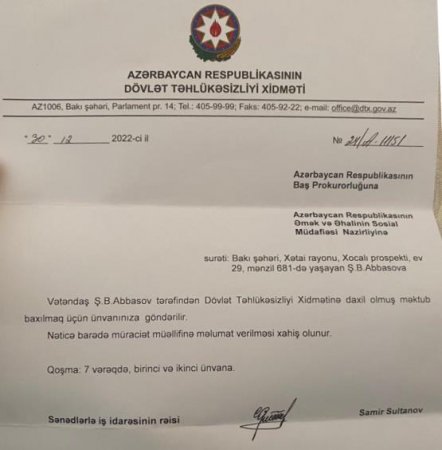 AZƏRBAYCAN RESPUBLİKASININ
DÖVLƏT TƏHLÜKƏSİZLİYİ XİDMƏTİ
AZ1006, Bakı şəhəri, Parlament pr. 14; Tel.: 405-99-99; Faks: 405-92-22; e-mail: office@dtx.gov.az
"30" 12 2022-ci il
№
Azərbaycan Respublikasının
Baş Prokurorluğuna
Azərbaycan Respublikasının
Əmək və Əhalinin Sosial
Müdafiəsi Nazirliyinə
surəti: Bakı şəhəri, Xətai rayonu, Xocalı prospekti, ev
29, mənzil 681-də yaşayan Ş.B.Abbasova
Vətəndaş Ş.B.Abbasov tərəfindən Dövlət Təhlükəsizliyi Xidmətinə daxil olmuş məktub
baxılmaq üçün ünvanınıza göndərilir.
Nəticə barədə müraciət müəllifinə məlumat verilməsi xahiş olunur.
Qoşma: 7 vərəqdə, birinci və ikinci ünvana.
Sənədlərlə iş idarəsinin rəisi
Samir Sultanov